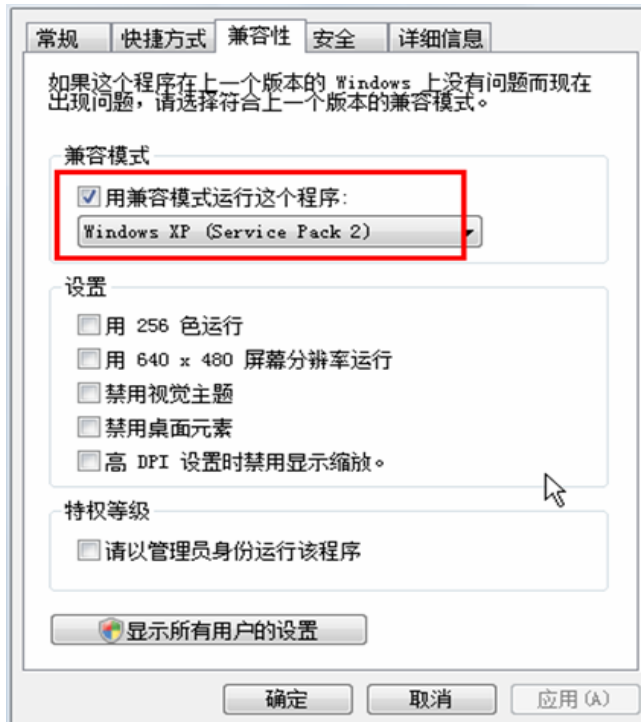 常规 快捷方式 兼容性 安全 详细信息
如果这个程序在上一个版本的 Windows 上没有问题而现在
出现问题，请选择符合上一个版本的兼容模式。
兼容模式
用兼容模式运行这个程序:
Windows XP (Service Pack 2)
设置
用 256 色运行
用 640 x 480 屏幕分辨率运行
禁用视觉主题
禁用桌面元素
高 DPI 设置时禁用显示缩放。
特权等级
请以管理员身份运行该程序
显示所有用户的设置
确定 取消 应用(A)